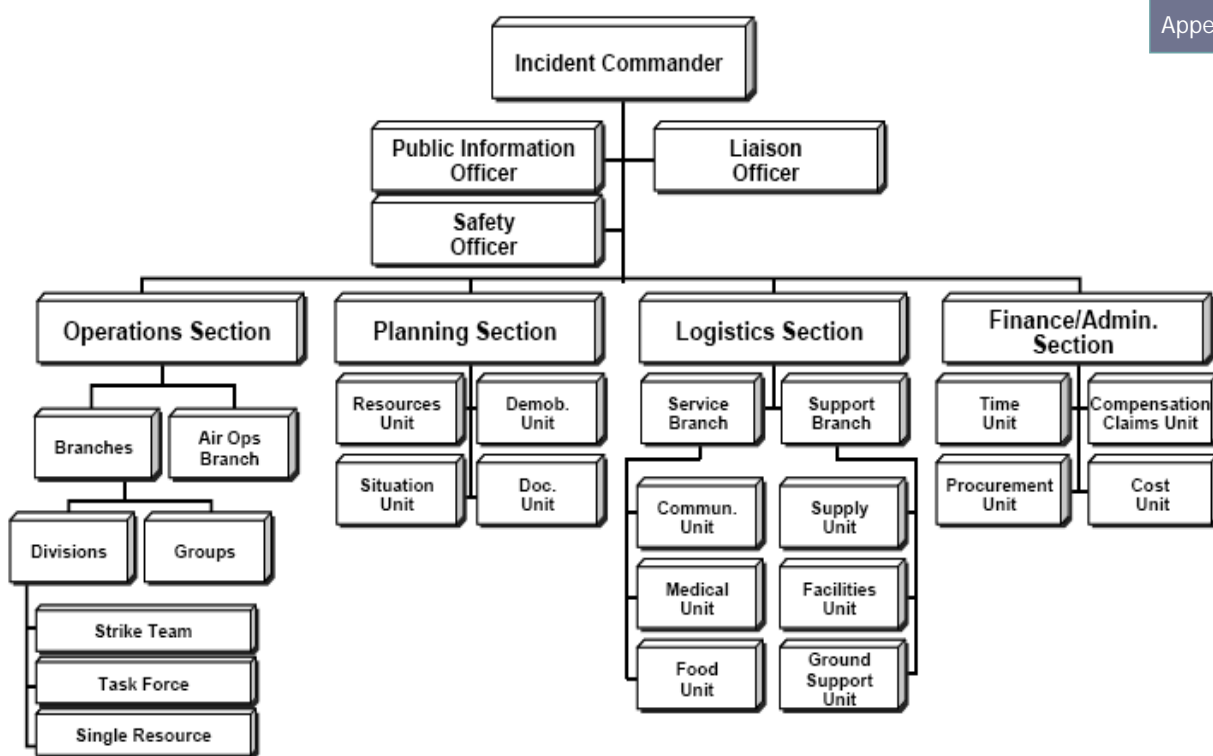 Appe
Incident Commander
Public Information
Officer
Liaison
Officer
Safety
Officer
Operations Section
Planning Section
Logistics Section
Finance/Admin.
Section
Branches
Air Ops
Branch
Resources
Unit
Demob.
Unit
Service
Branch
Support
Branch
Time
Unit
Compensation
Claims Unit
Situation
Unit
Doc.
Unit
Procurement
Unit
Cost
Unit
Divisions
Groups
Commun.
Unit
Supply
Unit
Medical
Unit
Facilities
Unit
Strike Team
Task Force
Single Resource
Food
Unit
Ground
Support
Unit